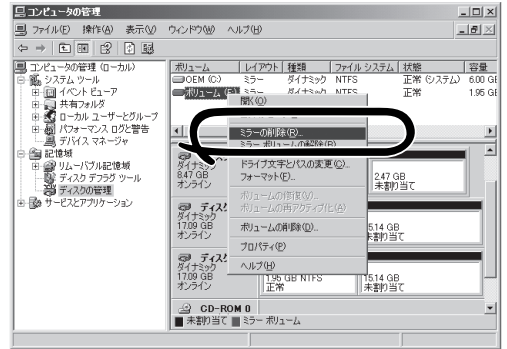 コンピュータの管理
ファイル(F) 操作(A) 表示(V) ウィンドウ(W) ヘルプ(H)
コンピュータの管理 (ローカル)
システム ツール
イベント ビューア
共有フォルダ
ローカル ユーザーとグループ
パフォーマンス ログと警告
デバイス マネージャ
記憶域
リムーバブル記憶域
ディスク デフラグ ツール
ディスクの管理
サービスとアプリケーション
ボリューム レイアウト 種類 ファイル システム 状態 容量
OEM (C:) ミラー ダイナミック NTFS 正常 (システム) 6.00 GB
ボリューム (E) ミラー ダイナミック NTFS 正常 1.95 GB
開く(O)
ミラーの削除(R)...
ミラー ボリュームの解除(B)...
ドライブ文字とパスの変更(C)...
フォーマット(F)...
ボリュームの修復(V)...
ボリュームの再アクティブ化(A)
ボリュームの削除(D)...
プロパティ(P)
ヘルプ(H)
ダイナミック
8.47 GB
オンライン
2.47 GB
未割り当て
ディスク
ダイナミック
17.09 GB
オンライン
15.14 GB
未割り当て
ディスク
ダイナミック
17.09 GB
オンライン
1.95 GB NTFS
正常
15.14 GB
未割り当て
CD-ROM 0
未割り当て ミラー ボリューム